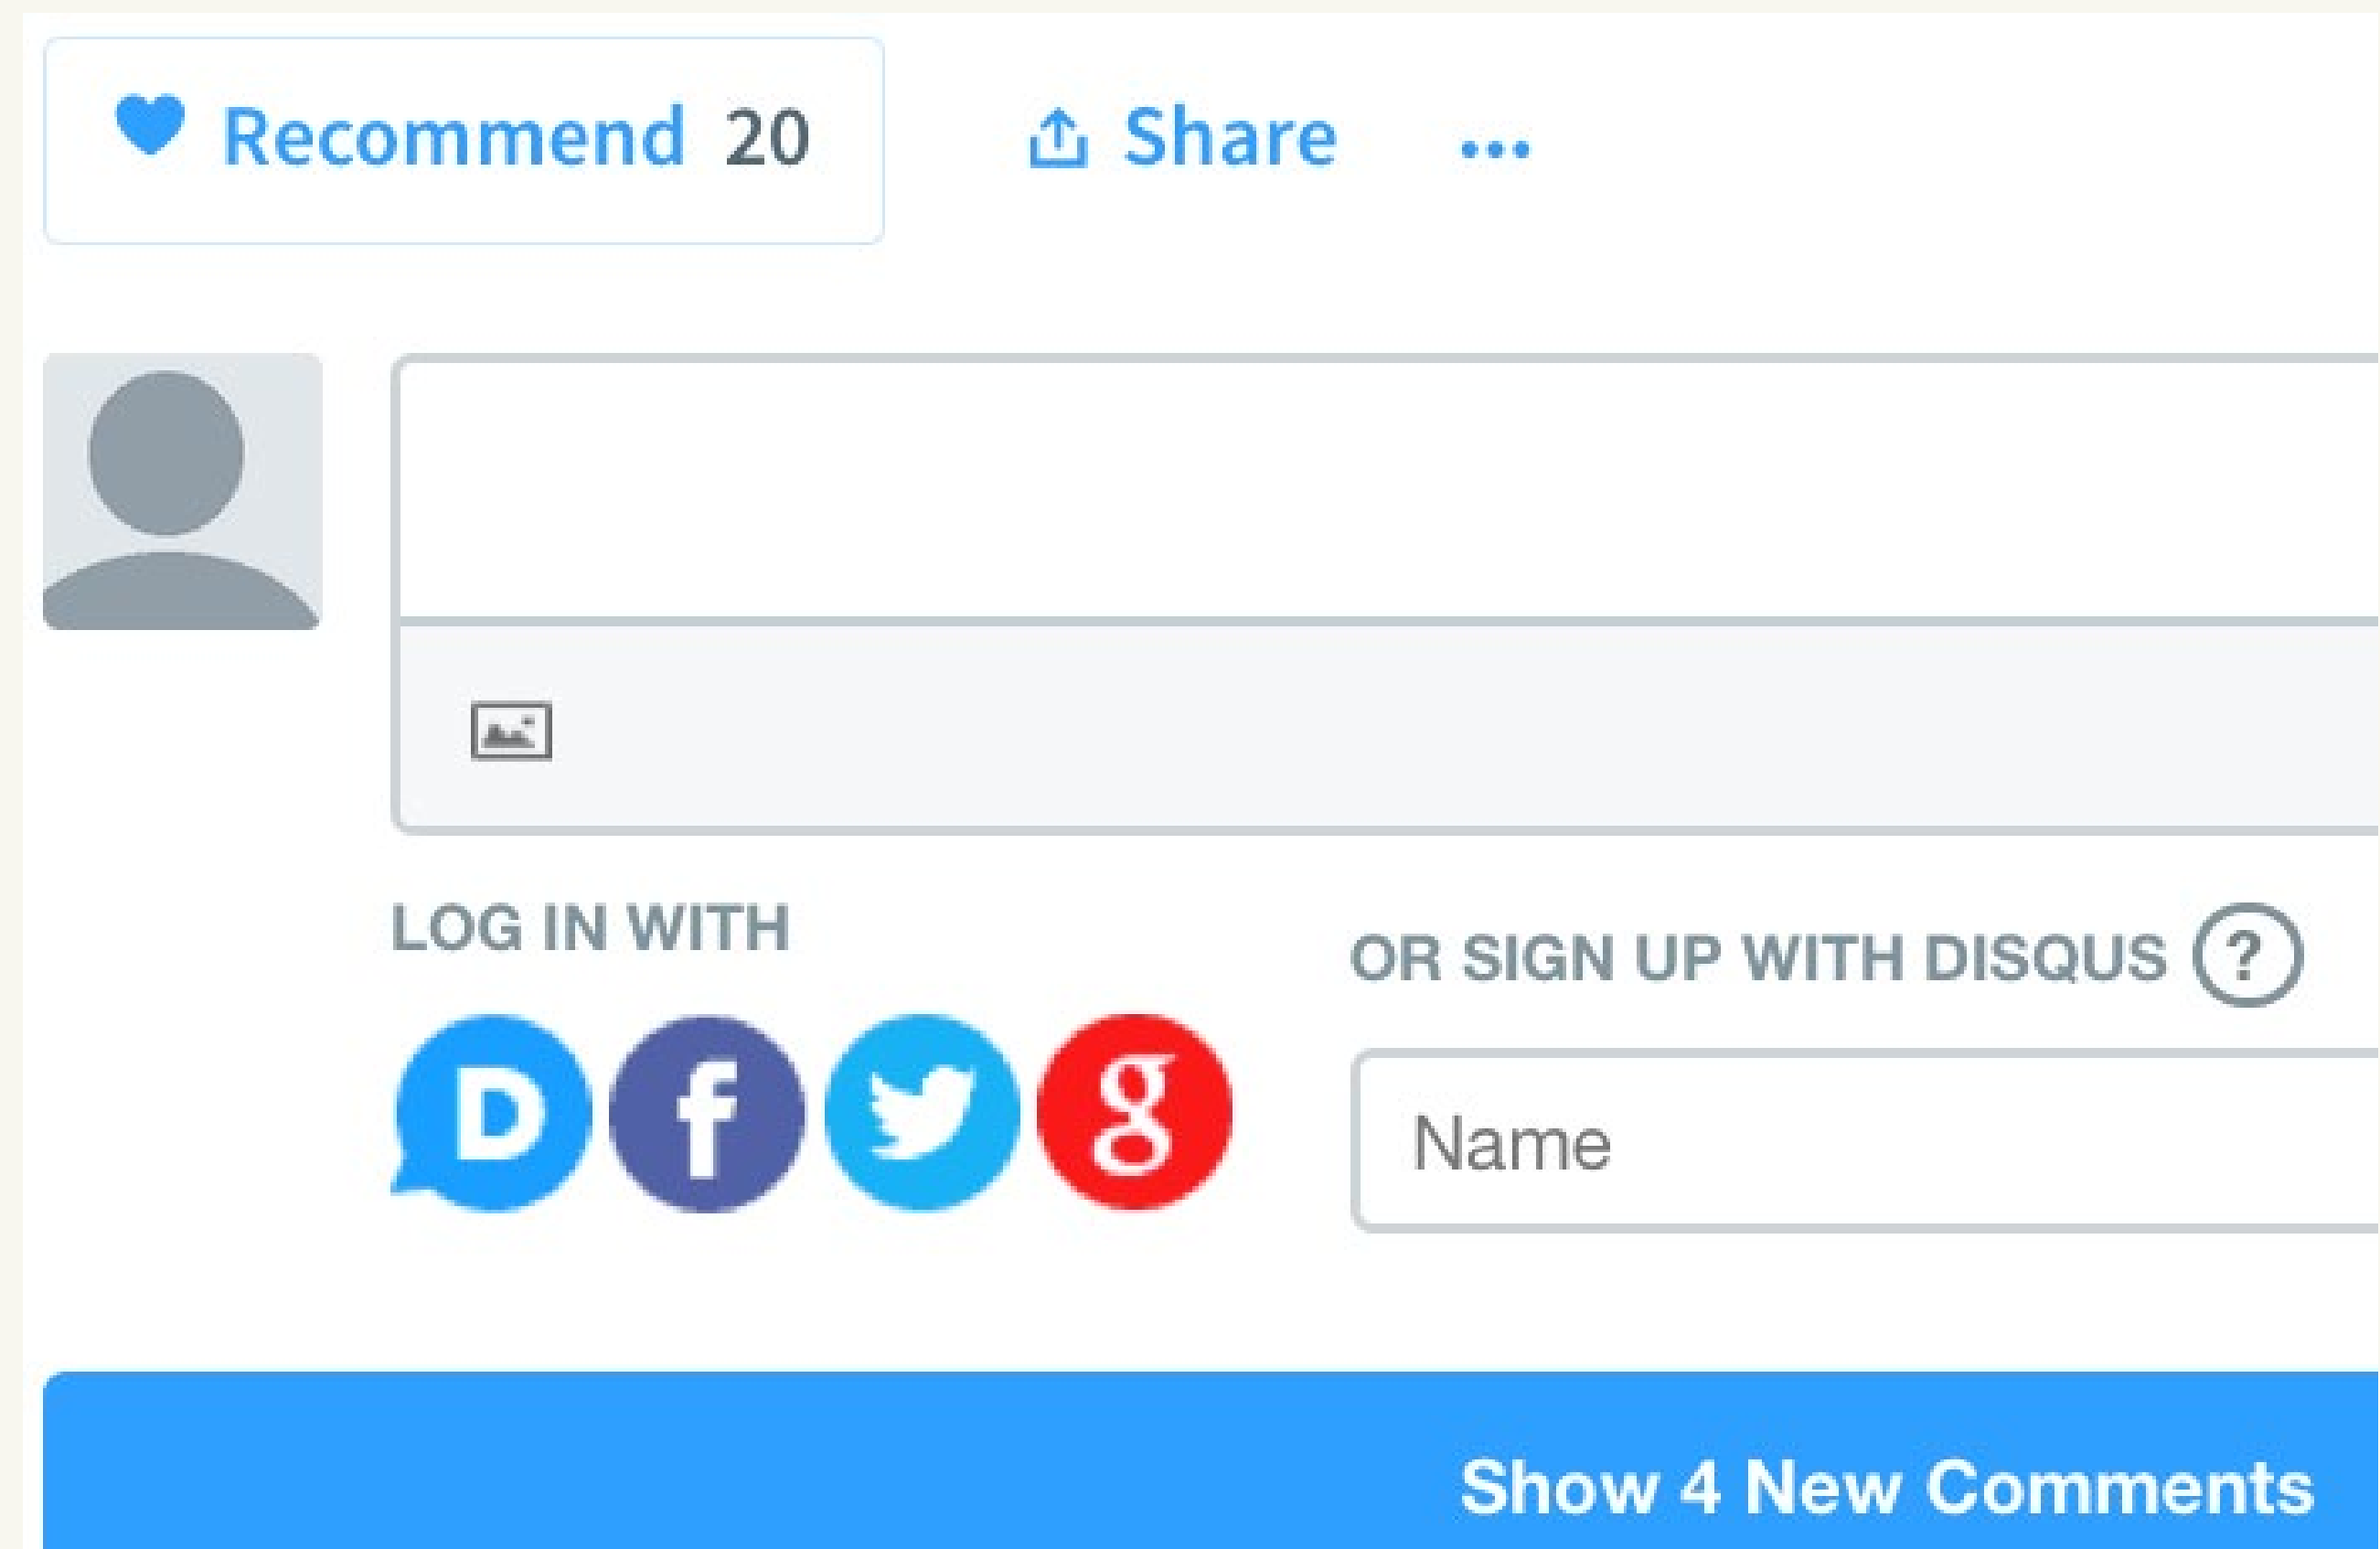 Recommend 20 Share ...
LOG IN WITH
OR SIGN UP WITH DISQUS ?
D f g
Name
Show 4 New Comments